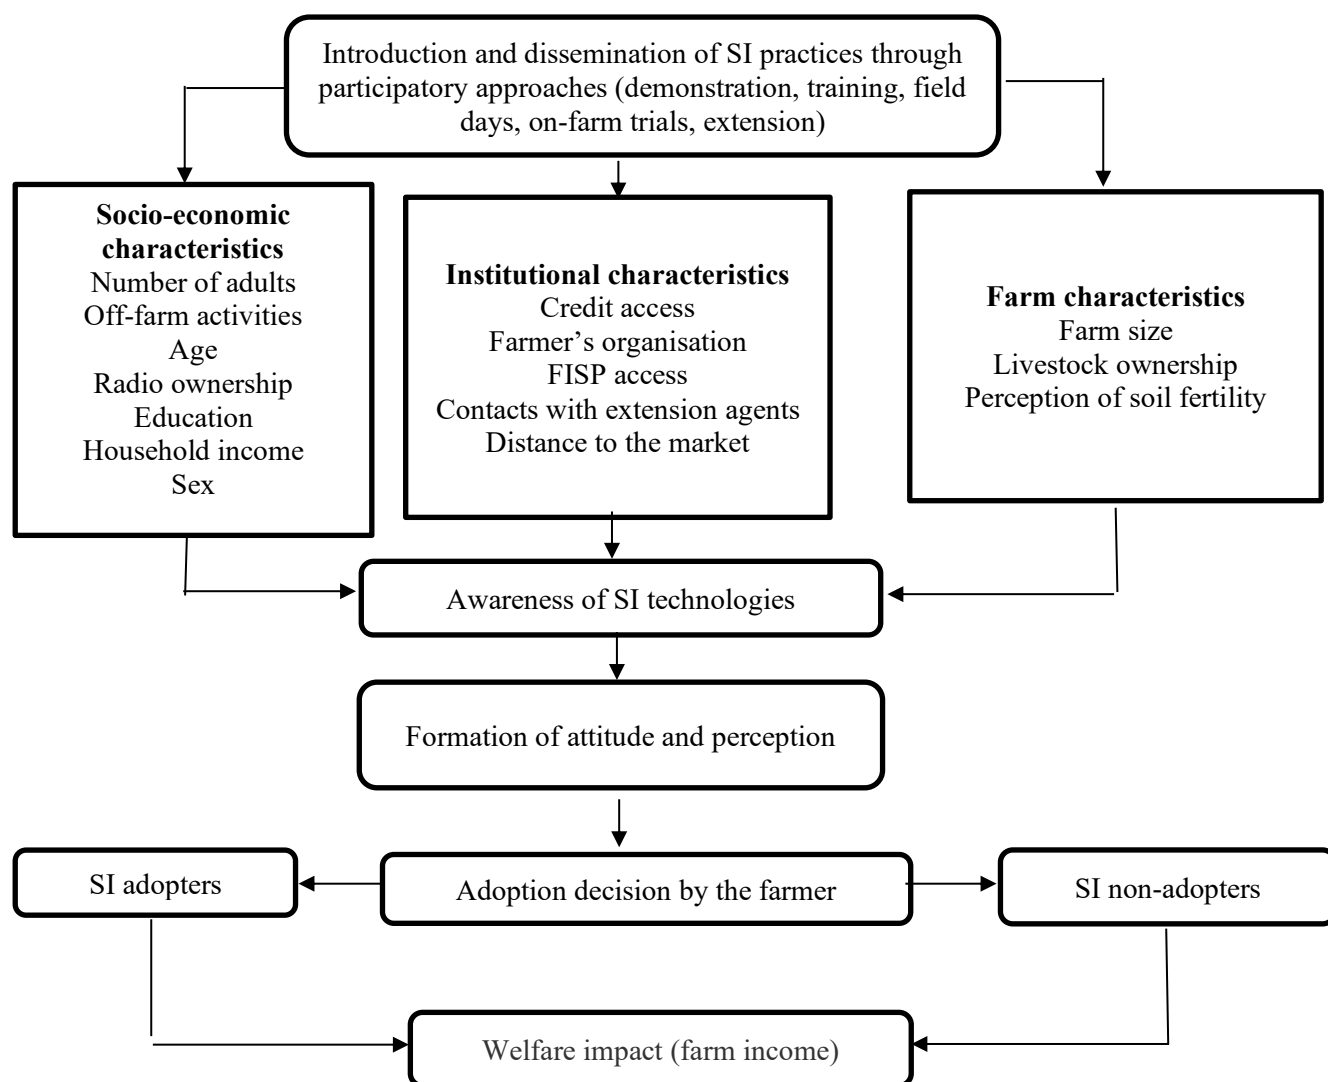 Introduction and dissemination of SI practices through
participatory approaches (demonstration, training, field
days, on-farm trials, extension)
Socio-economic
characteristics
Number of adults
Off-farm activities
Age
Radio ownership
Education
Household income
Sex
Institutional characteristics
Credit access
Farmer’s organisation
FISP access
Contacts with extension agents
Distance to the market
Farm characteristics
Farm size
Livestock ownership
Perception of soil fertility
Awareness of SI technologies
Formation of attitude and perception
SI adopters
Adoption decision by the farmer
SI non-adopters
Welfare impact (farm income)